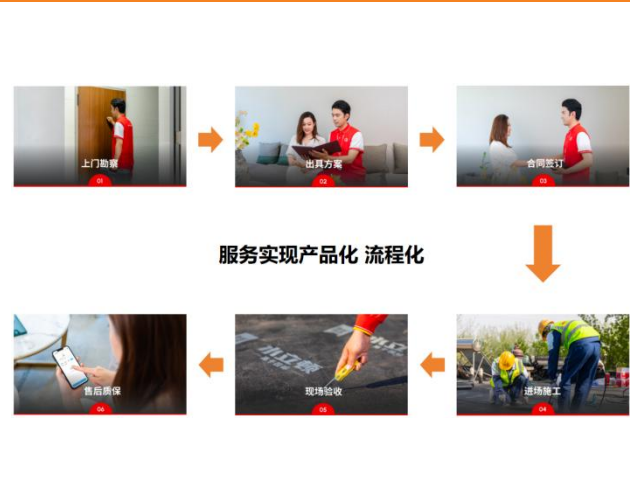 上门勘察
01
出具方案
02
合同签订
03
服务实现产品化 流程化
售后质保
06
现场验收
05
进场施工
04